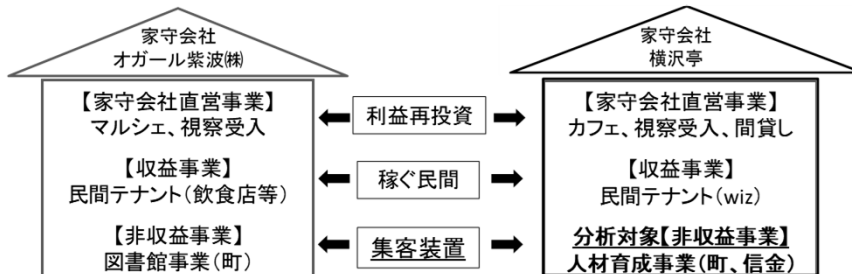 家守会社
オガール紫波㈱
【家守会社直営事業】
マルシェ、視察受入
【収益事業】
民間テナント(飲食店等)
【非収益事業】
図書館事業(町)
利益再投資
稼ぐ民間
集客装置
家守会社
横沢亭
【家守会社直営事業】
カフェ、視察受入、間貸し
【収益事業】
民間テナント(wiz)
分析対象【非収益事業】
人材育成事業(町、信金)